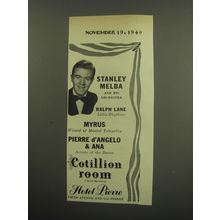 NOVEMBER 19, 1949
STANLEY
MELBA
AND HIS
ORCHESTRA
RALPH LANE
Latin Rhythms
MYRUS
Wizard of Mental Telepathy
PIERRE d'ANGELO
& ANA
Artists of the Dance
Cotillion
room
Hotel Pierre
FIFTH AVENUE AND 61st STREET